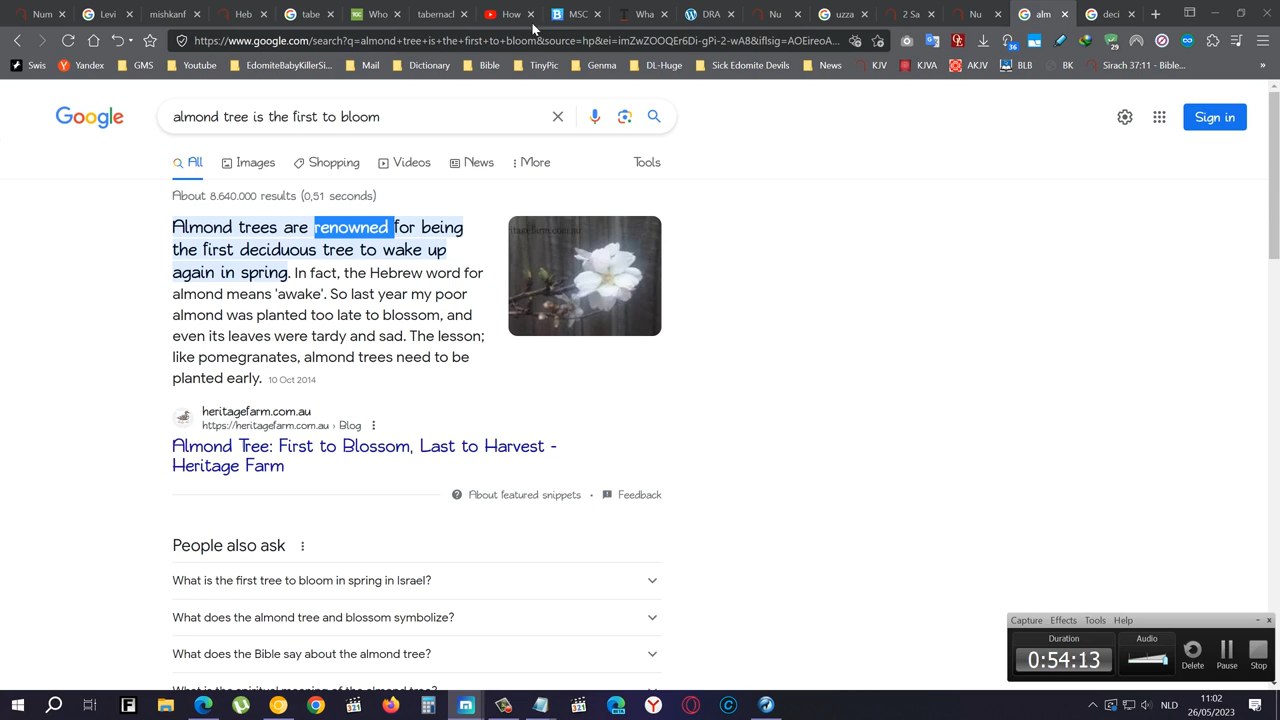 Num
Levi
mishkanf
Heb
tabe
Who
tabernacl
How
MSC
Wha
DRA
Nu
uzza
2 Sa
Nu
alm
deci
https://www.google.com/search?q=almond+tree+is+the+first+to+bloom&source=hp&ei=imZwZOOQEr6Di-gPi-2-wA8&iflsig=AOEireoA...
36
29
Swis
Yandex
GMS
Youtube
EdomiteBabyKillerSi...
Mail
Dictionary
Bible
TinyPic
Genma
DL-Huge
Sick Edomite Devils
News
KJV
KJVA
AKJV
BLB
BK
Sirach 37:11 - Bible...
»
Google
almond tree is the first to bloom
Sign in
All
Images
Shopping
Videos
News
More
Tools
About 8.640.000 results (0,51 seconds)
Almond trees are renowned for being
the first deciduous tree to wake up
again in spring. In fact, the Hebrew word for
almond means 'awake'. So last year my poor
almond was planted too late to blossom, and
even its leaves were tardy and sad. The lesson;
like pomegranates, almond trees need to be
planted early. 10 Oct 2014
heritagefarm.com.au
https://heritagefarm.com.au › Blog
Almond Tree: First to Blossom, Last to Harvest -
Heritage Farm
About featured snippets
•
Feedback
People also ask
What is the first tree to bloom in spring in Israel?
What does the almond tree and blossom symbolize?
What does the Bible say about the almond tree?
What is the spiritual meaning of the almond tree?
Capture Effects Tools Help
Duration
0:54:13
Audio
Delete
Pause
Stop
NLD
11:02
26/05/2023